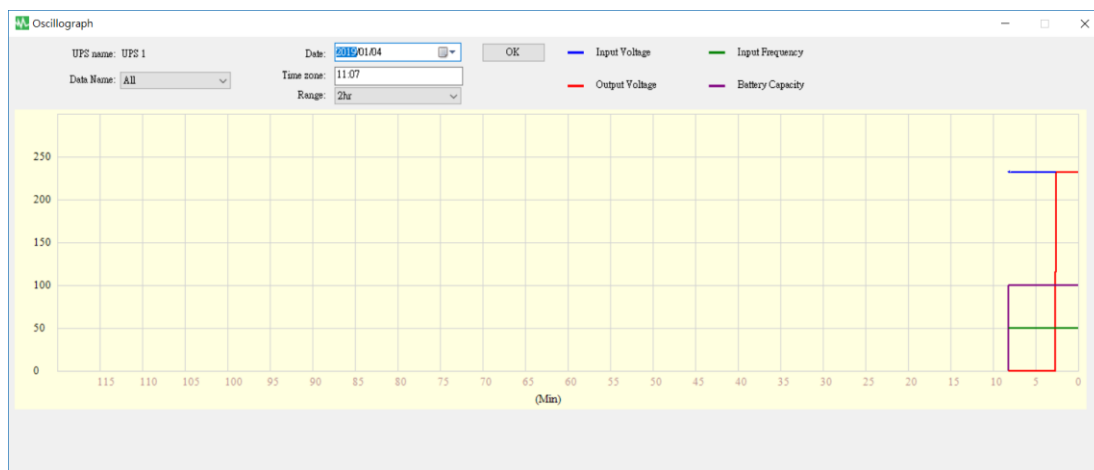 Oscillograph
UPS name: UPS 1
Date: 2019/01/04
OK
Input Voltage
Input Frequency
Data Name: All
Time zone: 11:07
Output Voltage
Battery Capacity
Range: 2hr
250
200
150
100
50
0
115 110 105 100 95 90 85 80 75 70 65 60 55 50 45 40 35 30 25 20 15 10 5 0
(Min)